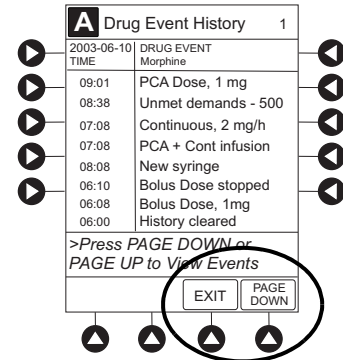 A Drug Event History 1
2003-06-10 DRUG EVENT
TIME Morphine
09:01 PCA Dose, 1 mg
08:38 Unmet demands - 500
07:08 Continuous, 2 mg/h
07:08 PCA + Cont infusion
08:08 New syringe
06:10 Bolus Dose stopped
06:08 Bolus Dose, 1mg
06:00 History cleared
>Press PAGE DOWN or
PAGE UP to View Events
EXIT PAGE
DOWN